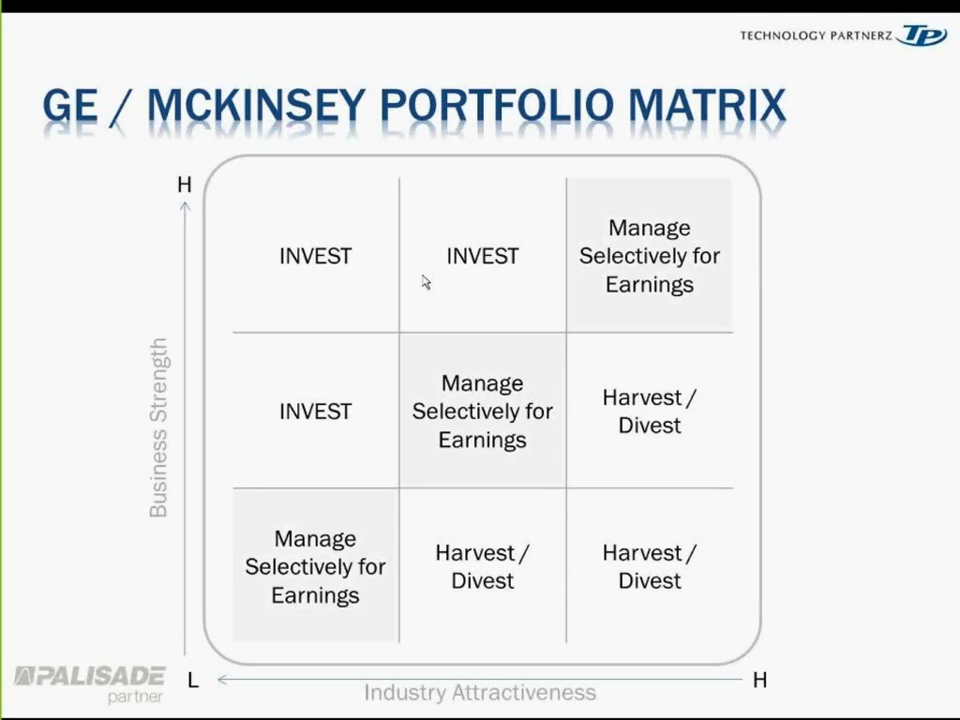 TECHNOLOGY PARTNERZ TP
GE / MCKINSEY PORTFOLIO MATRIX
H
INVEST
INVEST
Manage
Selectively for
Earnings
Business Strength
INVEST
Manage
Selectively for
Earnings
Harvest /
Divest
Manage
Selectively for
Earnings
Harvest /
Divest
Harvest /
Divest
PALISADE
partner
L
Industry Attractiveness
H